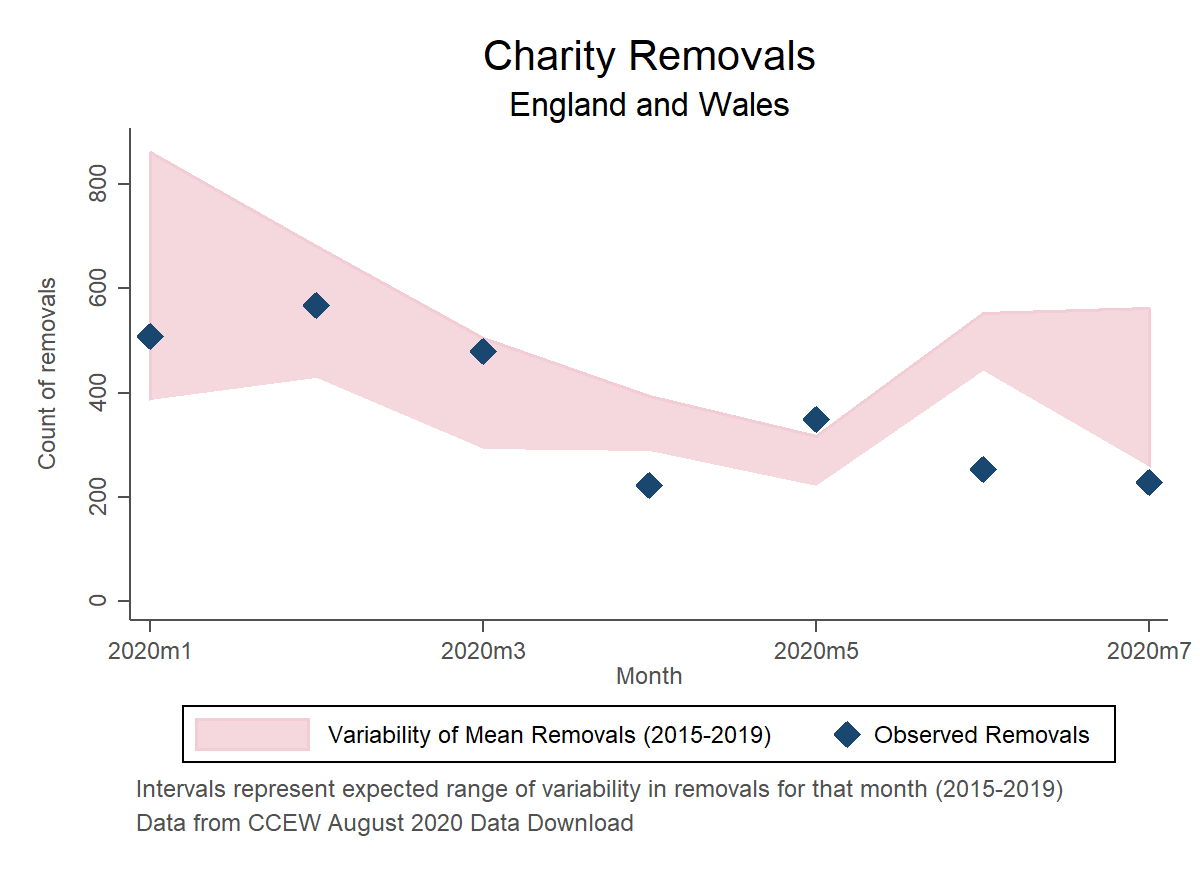 Charity Removals
England and Wales
Count of removals
800
600
400
200
0
2020m1 2020m3 2020m5 2020m7
Month
Variability of Mean Removals (2015-2019) Observed Removals
Intervals represent expected range of variability in removals for that month (2015-2019)
Data from CCEW August 2020 Data Download